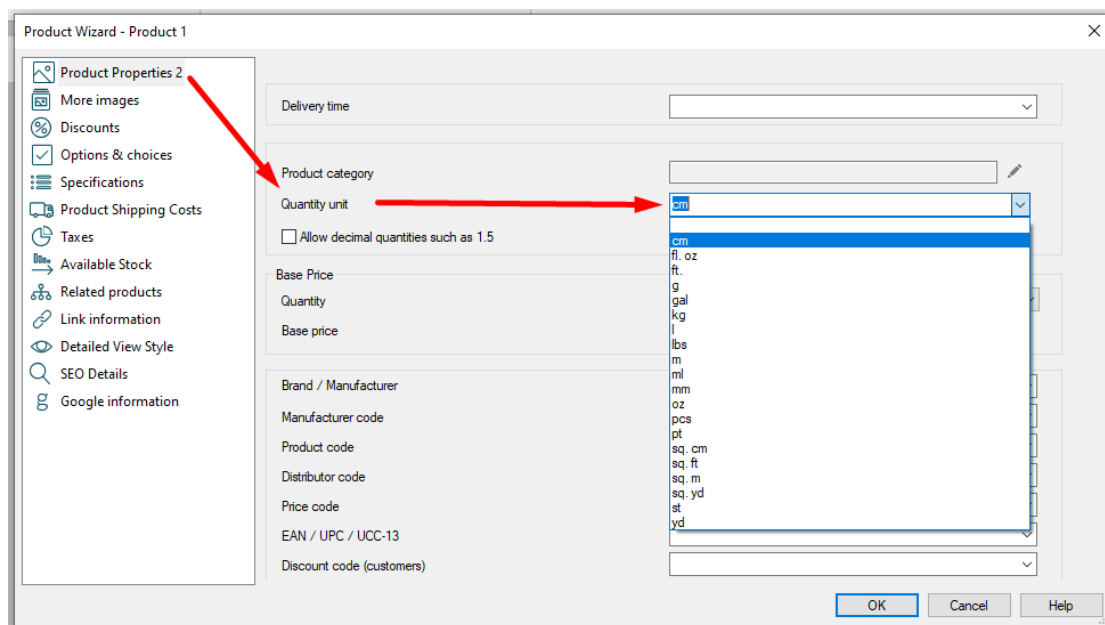 Product Wizard - Product 1
Product Properties 2
More images
Discounts
Options & choices
Specifications
Product Shipping Costs
Taxes
Available Stock
Related products
Link information
Detailed View Style
SEO Details
Google information
Delivery time
Product category
Quantity unit
cm
Allow decimal quantities such as 1.5
Base Price
Quantity
Base price
Brand / Manufacturer
Manufacturer code
Product code
Distributor code
Price code
EAN / UPC / UCC-13
Discount code (customers)
cm
fl. oz
ft.
g
gal
kg
l
lbs
m
ml
mm
oz
pcs
pt
sq. cm
sq. ft
sq. m
sq. yd
st
yd
OK
Cancel
Help